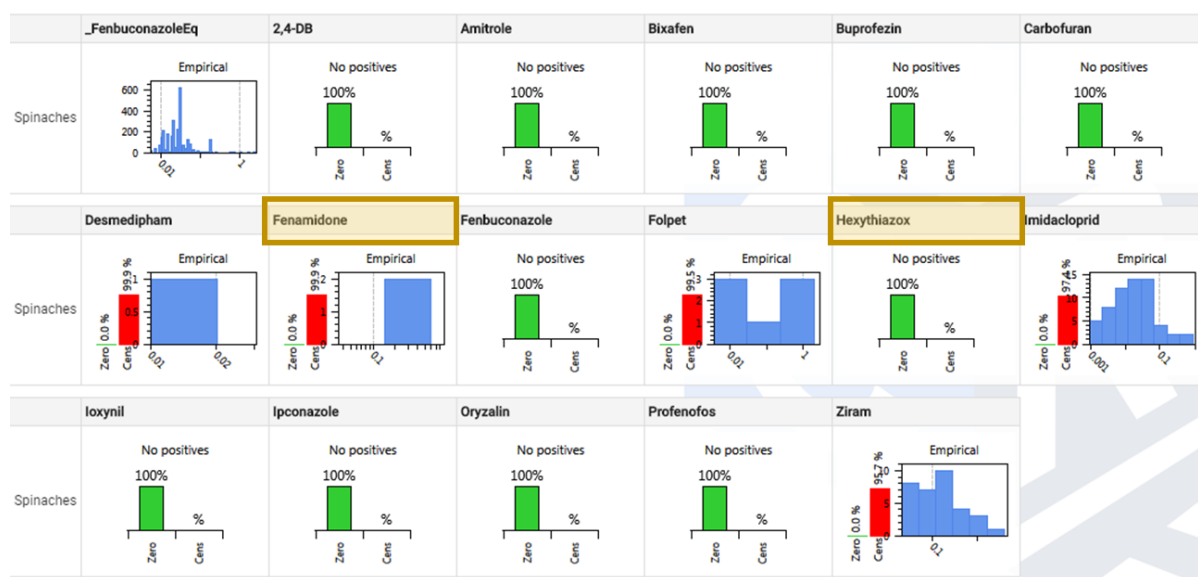 _FenbuconazoleEq 2,4-DB Amitrole Bixafen Buprofezin Carbofuran
Spinaches
Empirical
600
400
200
0
0.01 1
No positives
100%
%
Zero Cens
No positives
100%
%
Zero Cens
No positives
100%
%
Zero Cens
No positives
100%
%
Zero Cens
No positives
100%
%
Zero Cens
Desmedipham Fenamidone Fenbuconazole Folpet Hexythiazox Imidacloprid
Spinaches
Zero 0.0 %
Cens 99.9 %
Empirical
1
0.5
0
0.01 0.02
Zero 0.0 %
Cens 99.9 %
Empirical
2
1
0
0.1
No positives
100%
%
Zero Cens
Zero 0.0 %
Cens 99.5 %
Empirical
3
2
1
0
0.01 1
No positives
100%
%
Zero Cens
Zero 0.0 %
Cens 97.4 %
Empirical
15
10
5
0
0.001 0.1
Ioxynil Ipconazole Oryzalin Profenofos Ziram
Spinaches
No positives
100%
%
Zero Cens
No positives
100%
%
Zero Cens
No positives
100%
%
Zero Cens
No positives
100%
%
Zero Cens
Zero 0.0 %
Cens 95.7 %
Empirical
10
5
0
0.1